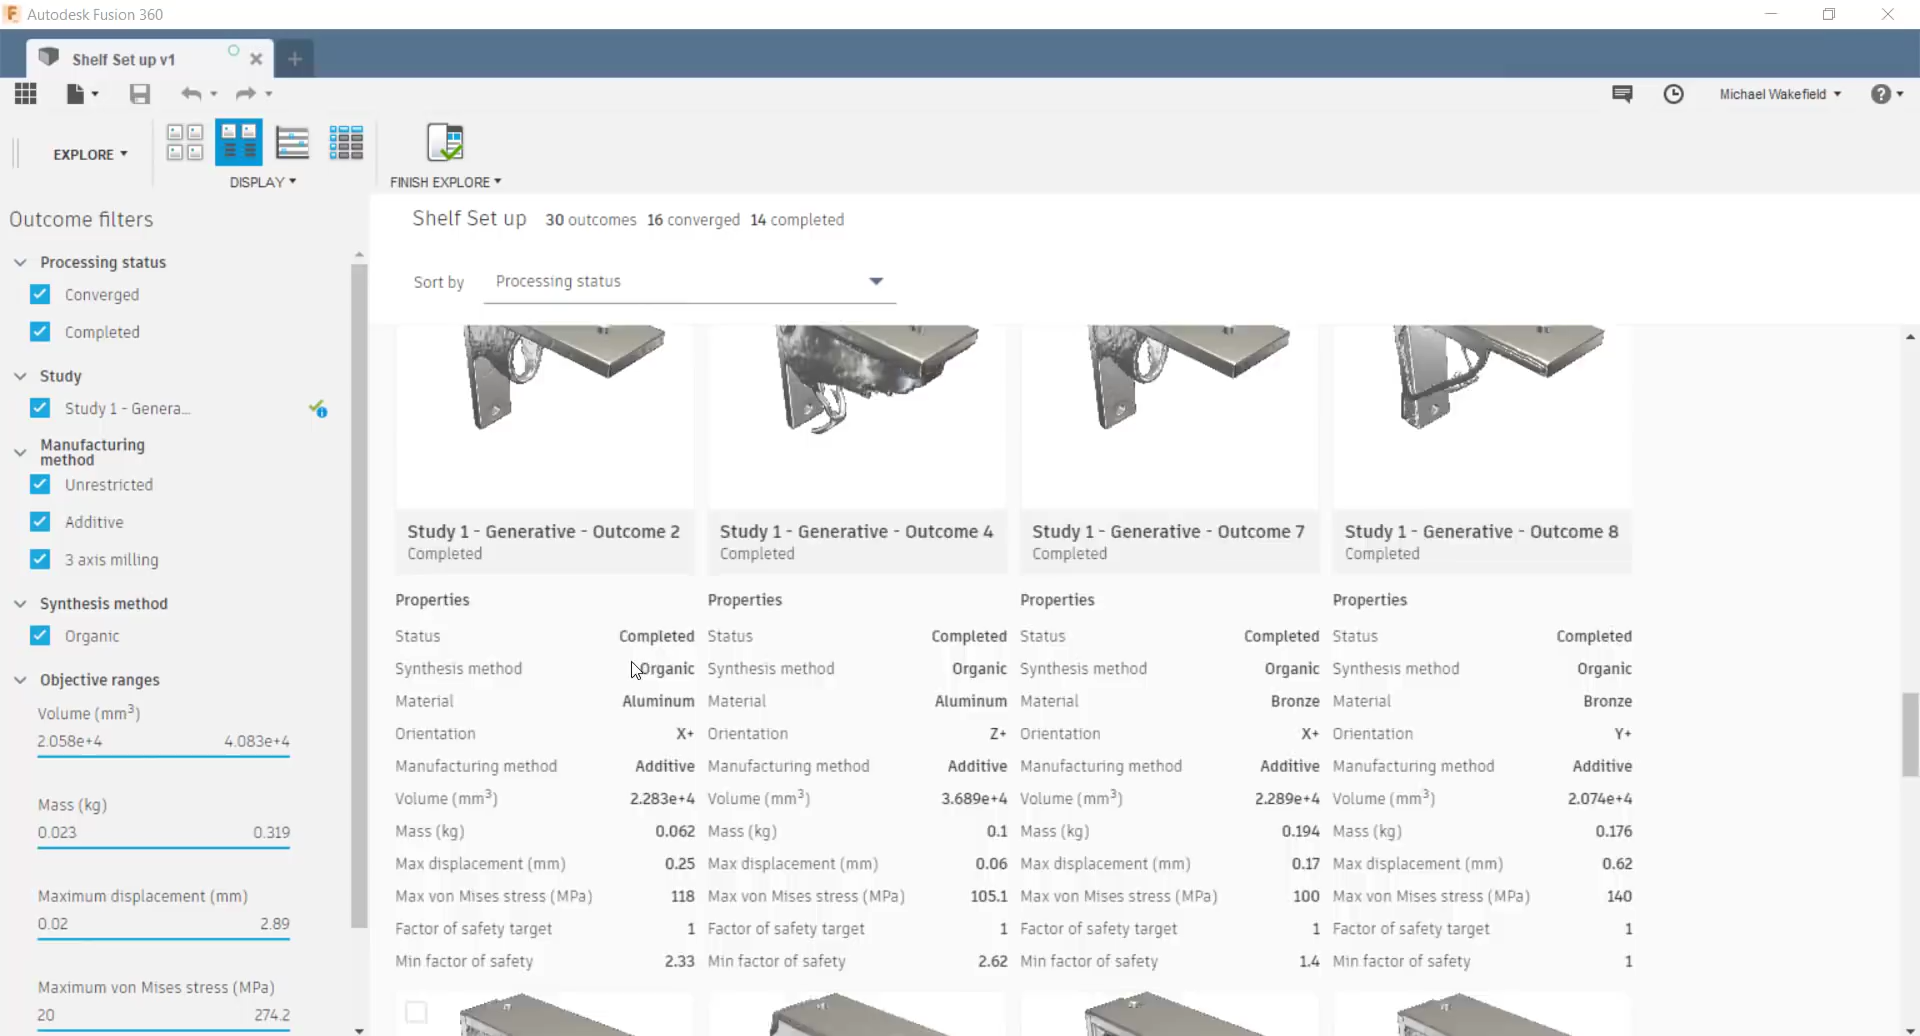 Autodesk Fusion 360
Shelf Set up v1
Michael Wakefield
EXPLORE
DISPLAY
FINISH EXPLORE
Outcome filters
Processing status
Converged
Completed
Study
Study 1 - Genera...
Manufacturing
method
Unrestricted
Additive
3 axis milling
Synthesis method
Organic
Objective ranges
Volume (mm³)
2.058e+4 4.083e+4
Mass (kg)
0.023 0.319
Maximum displacement (mm)
0.02 2.89
Maximum von Mises stress (MPa)
20 274.2
Shelf Set up 30 outcomes 16 converged 14 completed
Sort by Processing status
Study 1 - Generative - Outcome 2
Completed
Study 1 - Generative - Outcome 4
Completed
Study 1 - Generative - Outcome 7
Completed
Study 1 - Generative - Outcome 8
Completed
Properties Properties Properties Properties
Status Completed Status Completed Status Completed Status Completed
Synthesis method Organic Synthesis method Organic Synthesis method Organic Synthesis method Organic
Material Aluminum Material Aluminum Material Bronze Material Bronze
Orientation X+ Orientation Z+ Orientation X+ Orientation Y+
Manufacturing method Additive Manufacturing method Additive Manufacturing method Additive Manufacturing method Additive
Volume (mm³) 2.283e+4 Volume (mm³) 3.689e+4 Volume (mm³) 2.289e+4 Volume (mm³) 2.074e+4
Mass (kg) 0.062 Mass (kg) 0.1 Mass (kg) 0.194 Mass (kg) 0.176
Max displacement (mm) 0.25 Max displacement (mm) 0.06 Max displacement (mm) 0.17 Max displacement (mm) 0.62
Max von Mises stress (MPa) 118 Max von Mises stress (MPa) 105.1 Max von Mises stress (MPa) 100 Max von Mises stress (MPa) 140
Factor of safety target 1 Factor of safety target 1 Factor of safety target 1 Factor of safety target 1
Min factor of safety 2.33 Min factor of safety 2.62 Min factor of safety 1.4 Min factor of safety 1